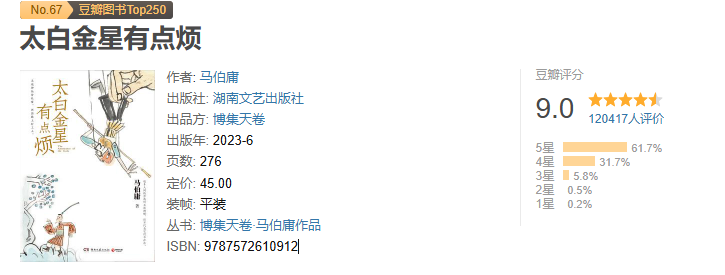 No.67 豆瓣图书Top250
太白金星有点烦
太白金星
有点烦
马伯庸 著
作者: 马伯庸
出版社: 湖南文艺出版社
出品方: 博集天卷
出版年: 2023-6
页数: 276
定价: 45.00
装帧: 平装
丛书: 博集天卷·马伯庸作品
ISBN: 9787572610912
豆瓣评分
9.0
120417人评价
5星 61.7%
4星 31.7%
3星 5.8%
2星 0.5%
1星 0.2%